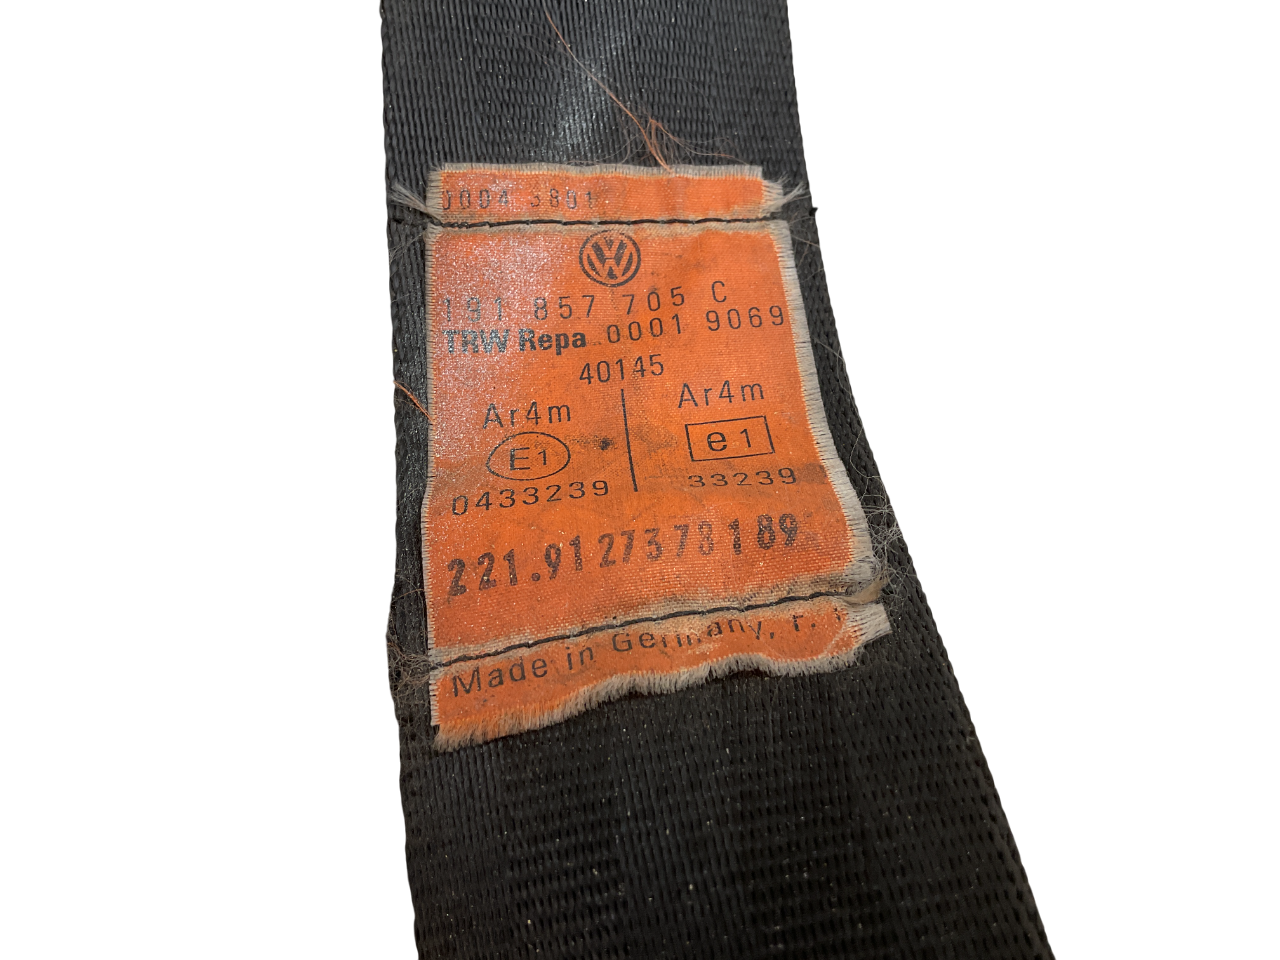 0004 3801
191 857 705 C
TRW Repa 0001 9069
40145
Ar4m Ar4m
E1 e1
0433239 33239
221.9127378189
Made in Germany, r.